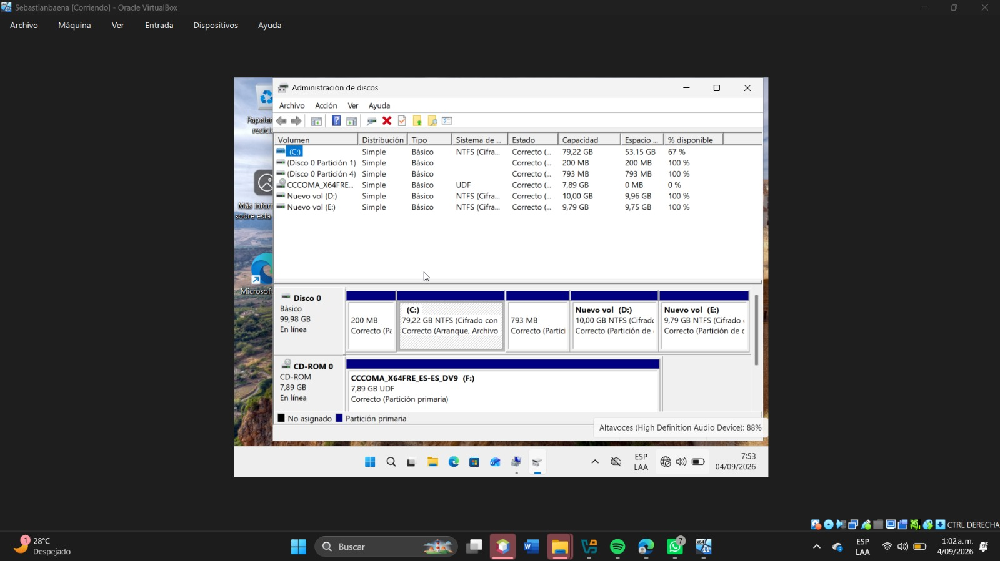 Sebastianbaena [Corriendo] - Oracle VirtualBox
Archivo Máquina Ver Entrada Dispositivos Ayuda
Administración de discos
Archivo Acción Ver Ayuda
Volumen Distribución Tipo Sistema de ... Estado Capacidad Espacio ... % disponible
(C:) Simple Básico NTFS (Cifra... Correcto (... 79,22 GB 53,15 GB 67 %
(Disco 0 Partición 1) Simple Básico Correcto (... 200 MB 200 MB 100 %
(Disco 0 Partición 4) Simple Básico Correcto (... 793 MB 793 MB 100 %
CCCOMA_X64FRE... Simple Básico UDF Correcto (... 7,89 GB 0 MB 0 %
Nuevo vol (D:) Simple Básico NTFS (Cifra... Correcto (... 10,00 GB 9,96 GB 100 %
Nuevo vol (E:) Simple Básico NTFS (Cifra... Correcto (... 9,79 GB 9,75 GB 100 %
Papeler
recicla
Más inform
sobre esta
Microsoft
Disco 0
Básico
99,98 GB
En línea
200 MB
Correcto (Pa
(C:)
79,22 GB NTFS (Cifrado con
Correcto (Arranque, Archivo
793 MB
Correcto (Partici
Nuevo vol (D:)
10,00 GB NTFS (Cifrado
Correcto (Partición de
Nuevo vol (E:)
9,79 GB NTFS (Cifrado
Correcto (Partición de
CD-ROM 0
CD-ROM
7,89 GB
En línea
CCCOMA_X64FRE_ES-ES_DV9 (F:)
7,89 GB UDF
Correcto (Partición primaria)
No asignado Partición primaria
Altavoces (High Definition Audio Device): 88%
ESP
LAA
7:53
04/09/2026
CTRL DERECHA
1
28°C
Despejado
Buscar
7
ESP
LAA
1:02 a. m.
4/09/2026